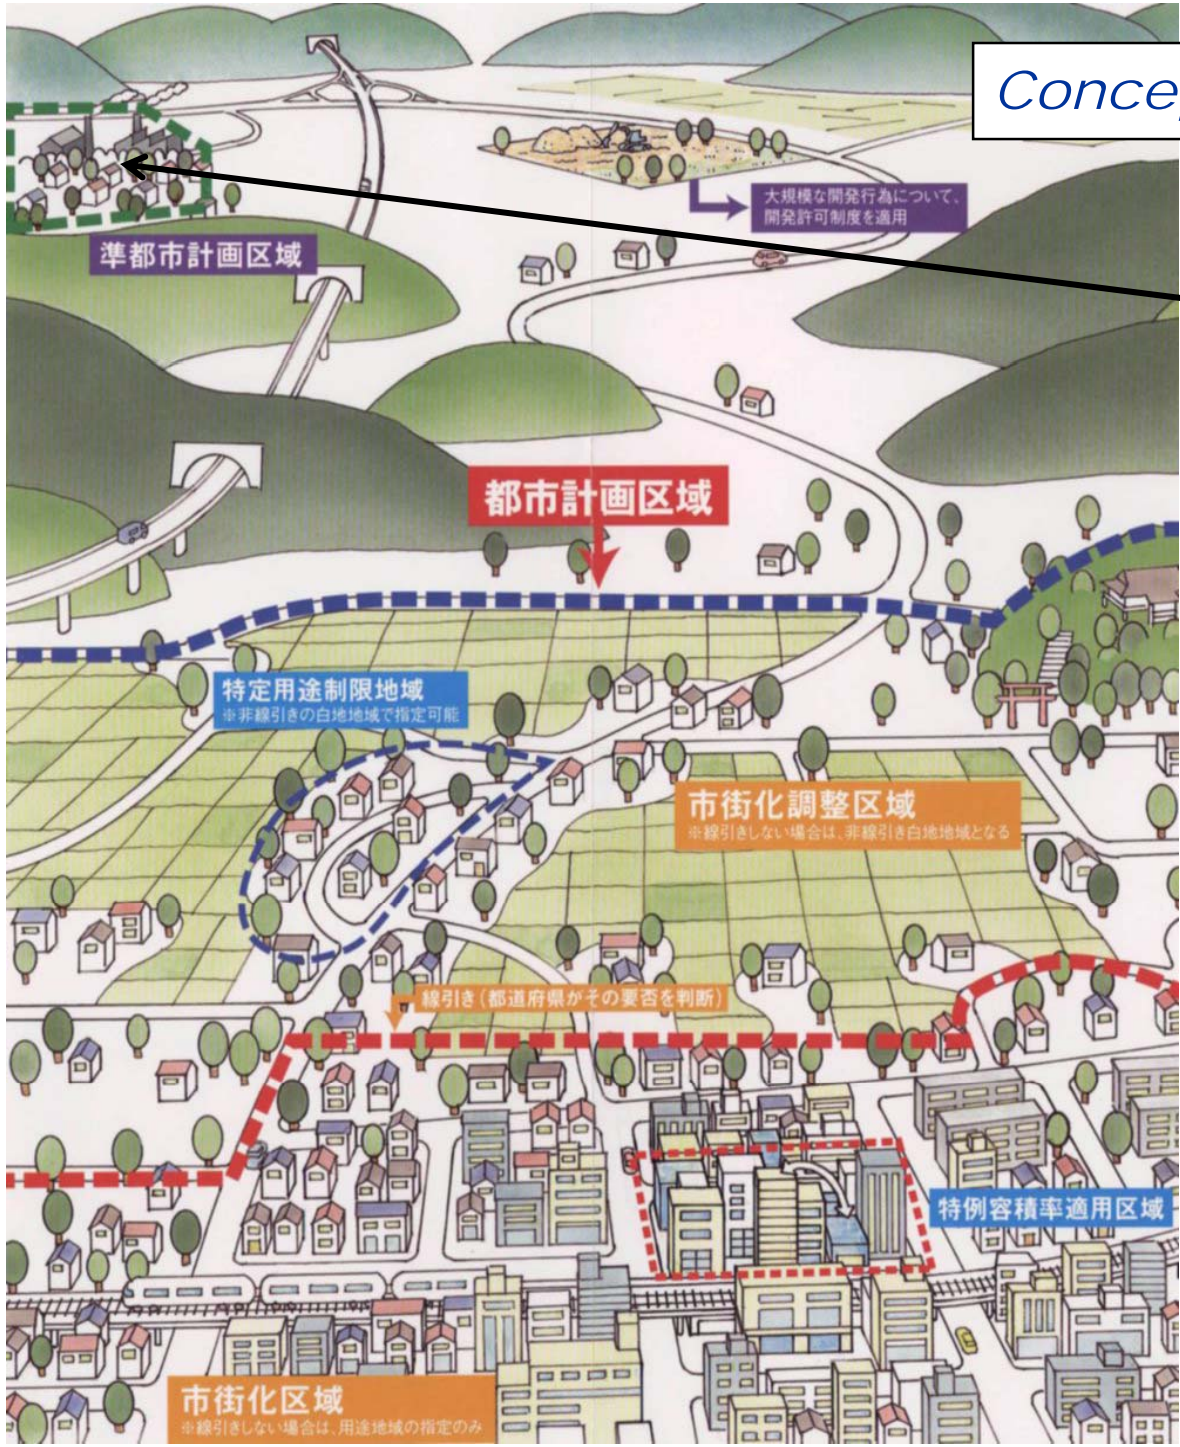 Conce
大規模な開発行為について、
開発許可制度を適用
準都市計画区域
都市計画区域
特定用途制限地域
※非線引きの白地地域で指定可能
市街化調整区域
※線引きしない場合は、非線引き白地地域となる
線引き(都道府県がその要否を判断)
特例容積率適用区域
市街化区域
※線引きしない場合は、用途地域の指定のみ